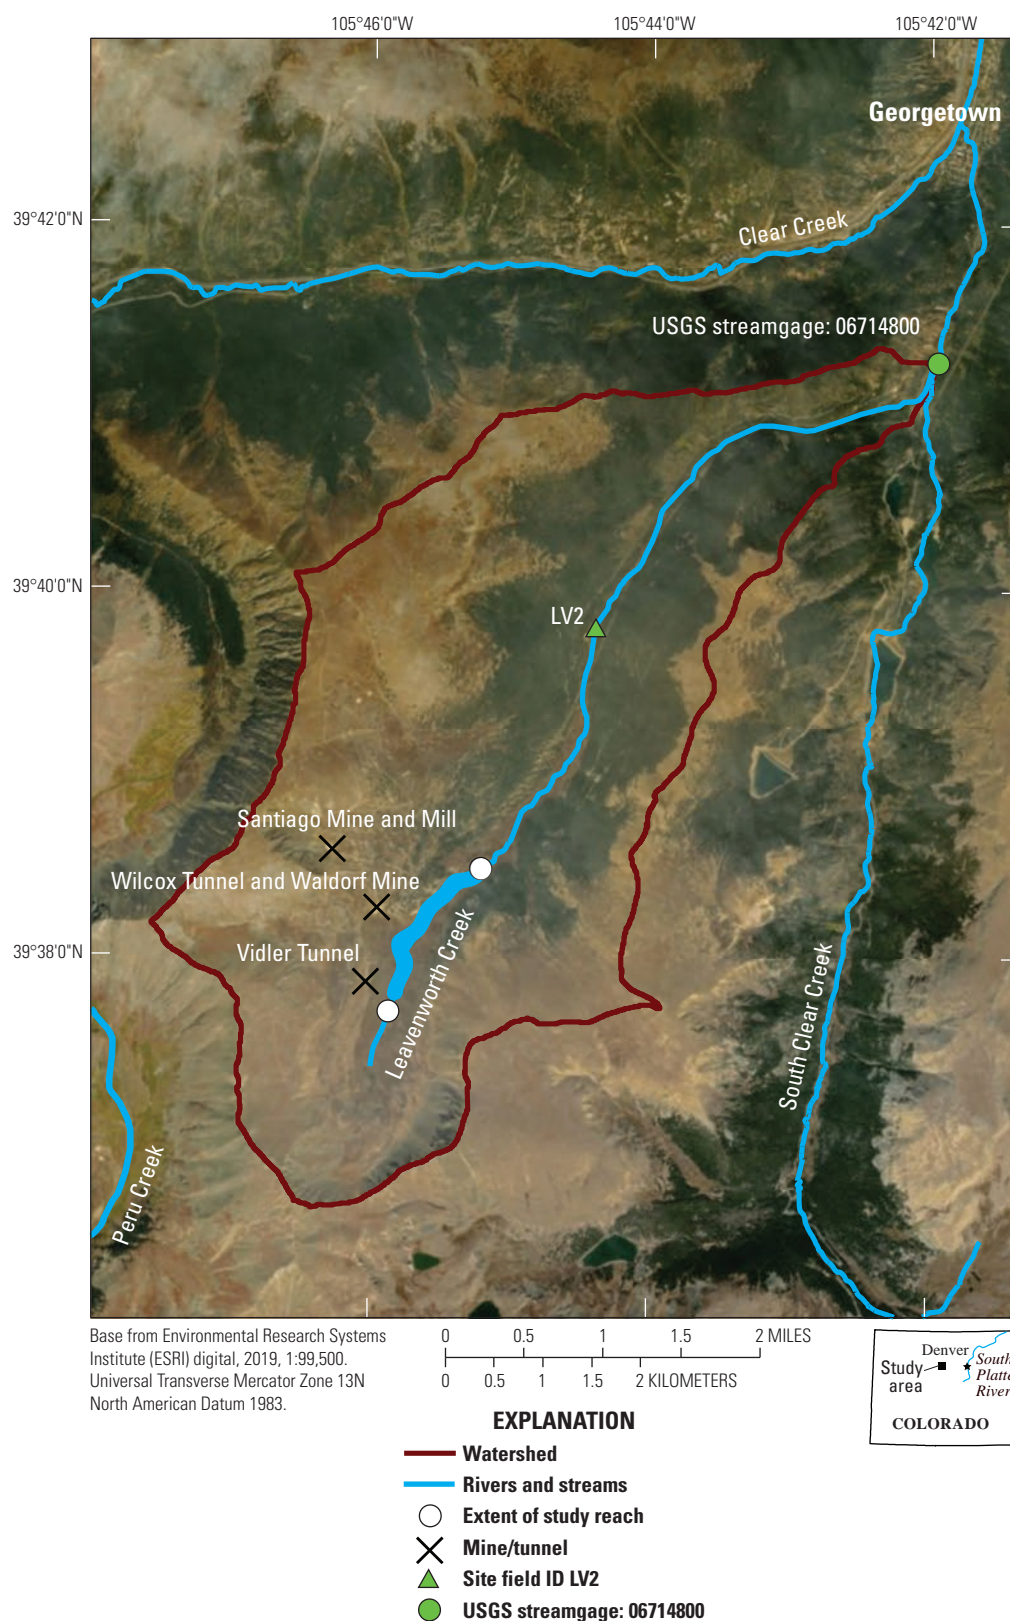 105°46'0"W 105°44'0"W 105°42'0"W
Georgetown
39°42'0"N
Clear Creek
USGS streamgage: 06714800
39°40'0"N
LV2
Santiago Mine and Mill
Wilcox Tunnel and Waldorf Mine
39°38'0"N
Vidler Tunnel
Leavenworth Creek
South Clear Creek
Peru Creek
Base from Environmental Research Systems
Institute (ESRI) digital, 2019, 1:99,500.
Universal Transverse Mercator Zone 13N
North American Datum 1983.
0 0.5 1 1.5 2 MILES
0 0.5 1 1.5 2 KILOMETERS
Denver
Study
area
South
Platte
River
COLORADO
EXPLANATION
Watershed
Rivers and streams
Extent of study reach
Mine/tunnel
Site field ID LV2
USGS streamgage: 06714800